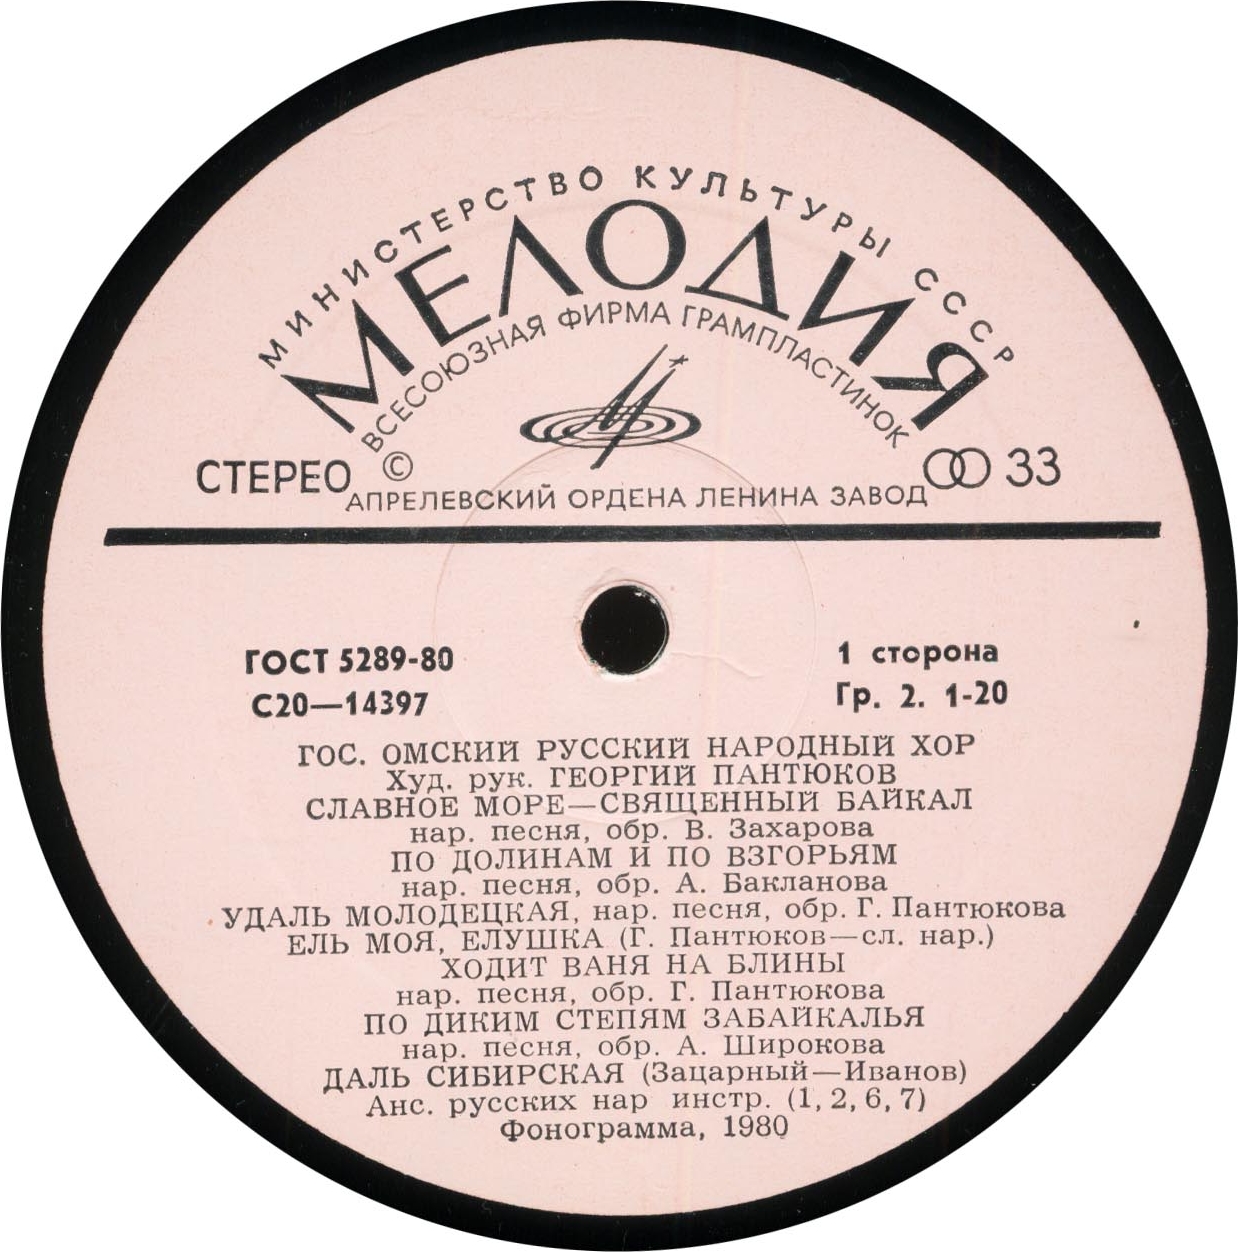 МИНИСТЕРСТВО КУЛЬТУРЫ СССР
МЕЛОДИЯ
ВСЕСОЮЗНАЯ ФИРМА ГРАМПЛАСТИНОК
СТЕРЕО © 33
АПРЕЛЕВСКИЙ ОРДЕНА ЛЕНИНА ЗАВОД
ГОСТ 5289-80 1 сторона
С20—14397 Гр. 2. 1-20
ГОС. ОМСКИЙ РУССКИЙ НАРОДНЫЙ ХОР
Худ. рук. ГЕОРГИЙ ПАНТЮКОВ
СЛАВНОЕ МОРЕ—СВЯЩЕННЫЙ БАЙКАЛ
нар. песня, обр. В. Захарова
ПО ДОЛИНАМ И ПО ВЗГОРЬЯМ
нар. песня, обр. А. Бакланова
УДАЛЬ МОЛОДЕЦКАЯ, нар. песня, обр. Г. Пантюкова
ЕЛЬ МОЯ, ЕЛУШКА (Г. Пантюков—сл. нар.)
ХОДИТ ВАНЯ НА БЛИНЫ
нар. песня, обр. Г. Пантюкова
ПО ДИКИМ СТЕПЯМ ЗАБАЙКАЛЬЯ
нар. песня, обр. А. Широкова
ДАЛЬ СИБИРСКАЯ (Зацарный—Иванов)
Анс. русских нар инстр. (1, 2, 6, 7)
Фонограмма, 1980